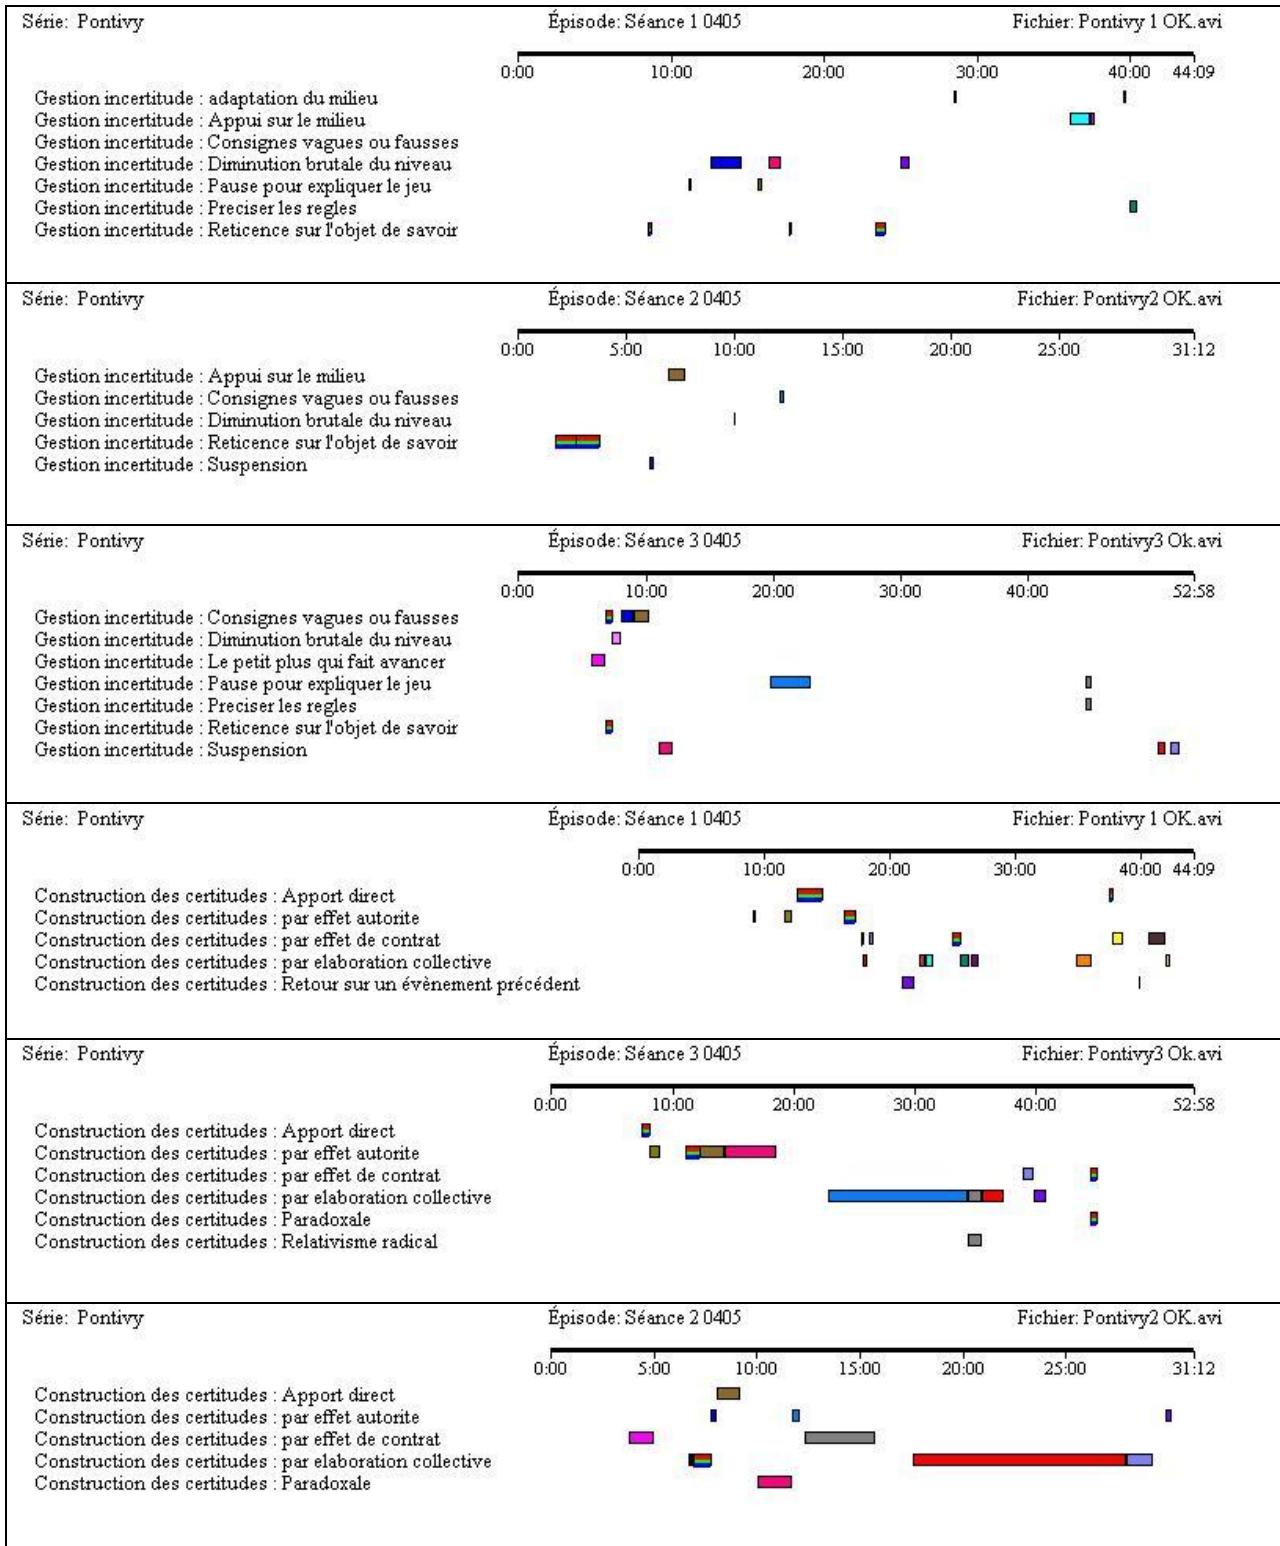 Série: Pontivy Épisode: Séance 1 0405 Fichier: Pontivy 1 OK.avi
0:00 10:00 20:00 30:00 40:00 44:09
Gestion incertitude : adaptation du milieu
Gestion incertitude : Appui sur le milieu
Gestion incertitude : Consignes vagues ou fausses
Gestion incertitude : Diminution brutale du niveau
Gestion incertitude : Pause pour expliquer le jeu
Gestion incertitude : Preciser les regles
Gestion incertitude : Reticence sur l'objet de savoir
Série: Pontivy Épisode: Séance 2 0405 Fichier: Pontivy2 OK.avi
0:00 5:00 10:00 15:00 20:00 25:00 31:12
Gestion incertitude : Appui sur le milieu
Gestion incertitude : Consignes vagues ou fausses
Gestion incertitude : Diminution brutale du niveau
Gestion incertitude : Reticence sur l'objet de savoir
Gestion incertitude : Suspension
Série: Pontivy Épisode: Séance 3 0405 Fichier: Pontivy3 Ok.avi
0:00 10:00 20:00 30:00 40:00 52:58
Gestion incertitude : Consignes vagues ou fausses
Gestion incertitude : Diminution brutale du niveau
Gestion incertitude : Le petit plus qui fait avancer
Gestion incertitude : Pause pour expliquer le jeu
Gestion incertitude : Preciser les regles
Gestion incertitude : Reticence sur l'objet de savoir
Gestion incertitude : Suspension
Série: Pontivy Épisode: Séance 1 0405 Fichier: Pontivy 1 OK.avi
0:00 10:00 20:00 30:00 40:00 44:09
Construction des certitudes : Apport direct
Construction des certitudes : par effet autorite
Construction des certitudes : par effet de contrat
Construction des certitudes : par elaboration collective
Construction des certitudes : Retour sur un évènement précédent
Série: Pontivy Épisode: Séance 3 0405 Fichier: Pontivy3 Ok.avi
0:00 10:00 20:00 30:00 40:00 52:58
Construction des certitudes : Apport direct
Construction des certitudes : par effet autorite
Construction des certitudes : par effet de contrat
Construction des certitudes : par elaboration collective
Construction des certitudes : Paradoxale
Construction des certitudes : Relativisme radical
Série: Pontivy Épisode: Séance 2 0405 Fichier: Pontivy2 OK.avi
0:00 5:00 10:00 15:00 20:00 25:00 31:12
Construction des certitudes : Apport direct
Construction des certitudes : par effet autorite
Construction des certitudes : par effet de contrat
Construction des certitudes : par elaboration collective
Construction des certitudes : Paradoxale